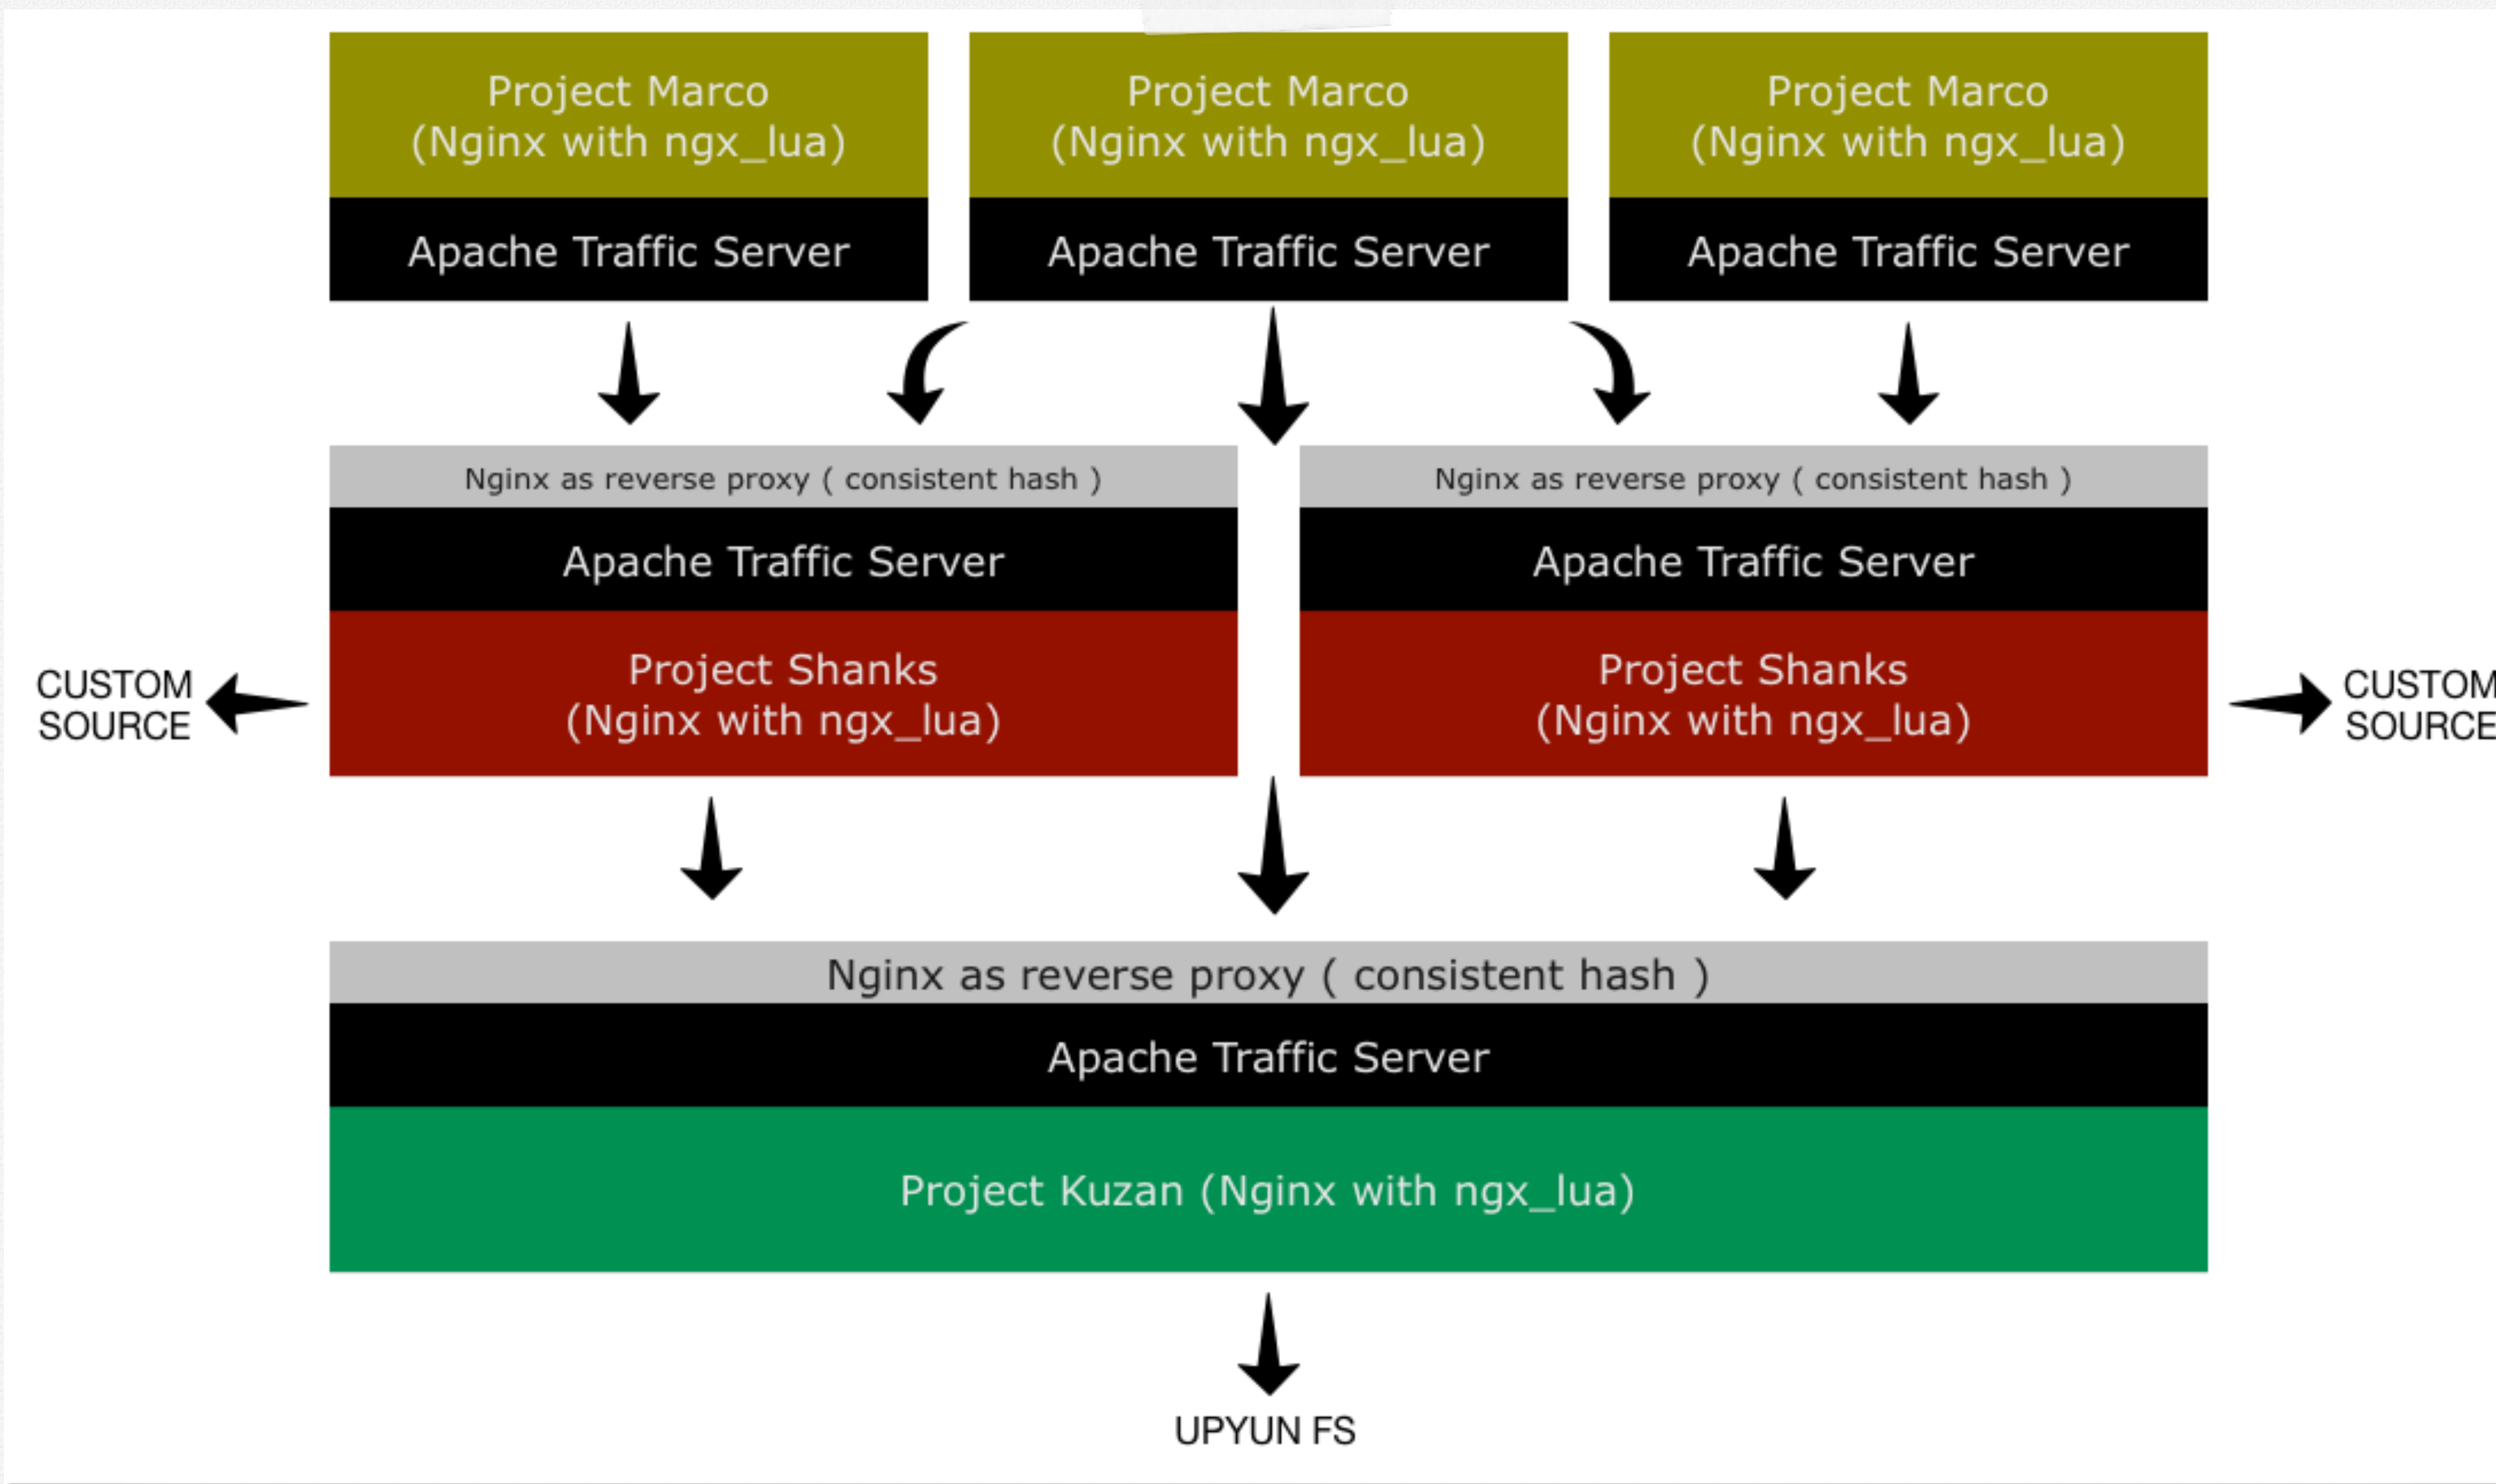 Project Marco
(Nginx with ngx_lua)
Apache Traffic Server
Project Marco
(Nginx with ngx_lua)
Apache Traffic Server
Project Marco
(Nginx with ngx_lua)
Apache Traffic Server
Nginx as reverse proxy ( consistent hash )
Apache Traffic Server
Project Shanks
(Nginx with ngx_lua)
Nginx as reverse proxy ( consistent hash )
Apache Traffic Server
Project Shanks
(Nginx with ngx_lua)
CUSTOM
SOURCE
CUSTOM
SOURCE
Nginx as reverse proxy ( consistent hash )
Apache Traffic Server
Project Kuzan (Nginx with ngx_lua)
UPYUN FS